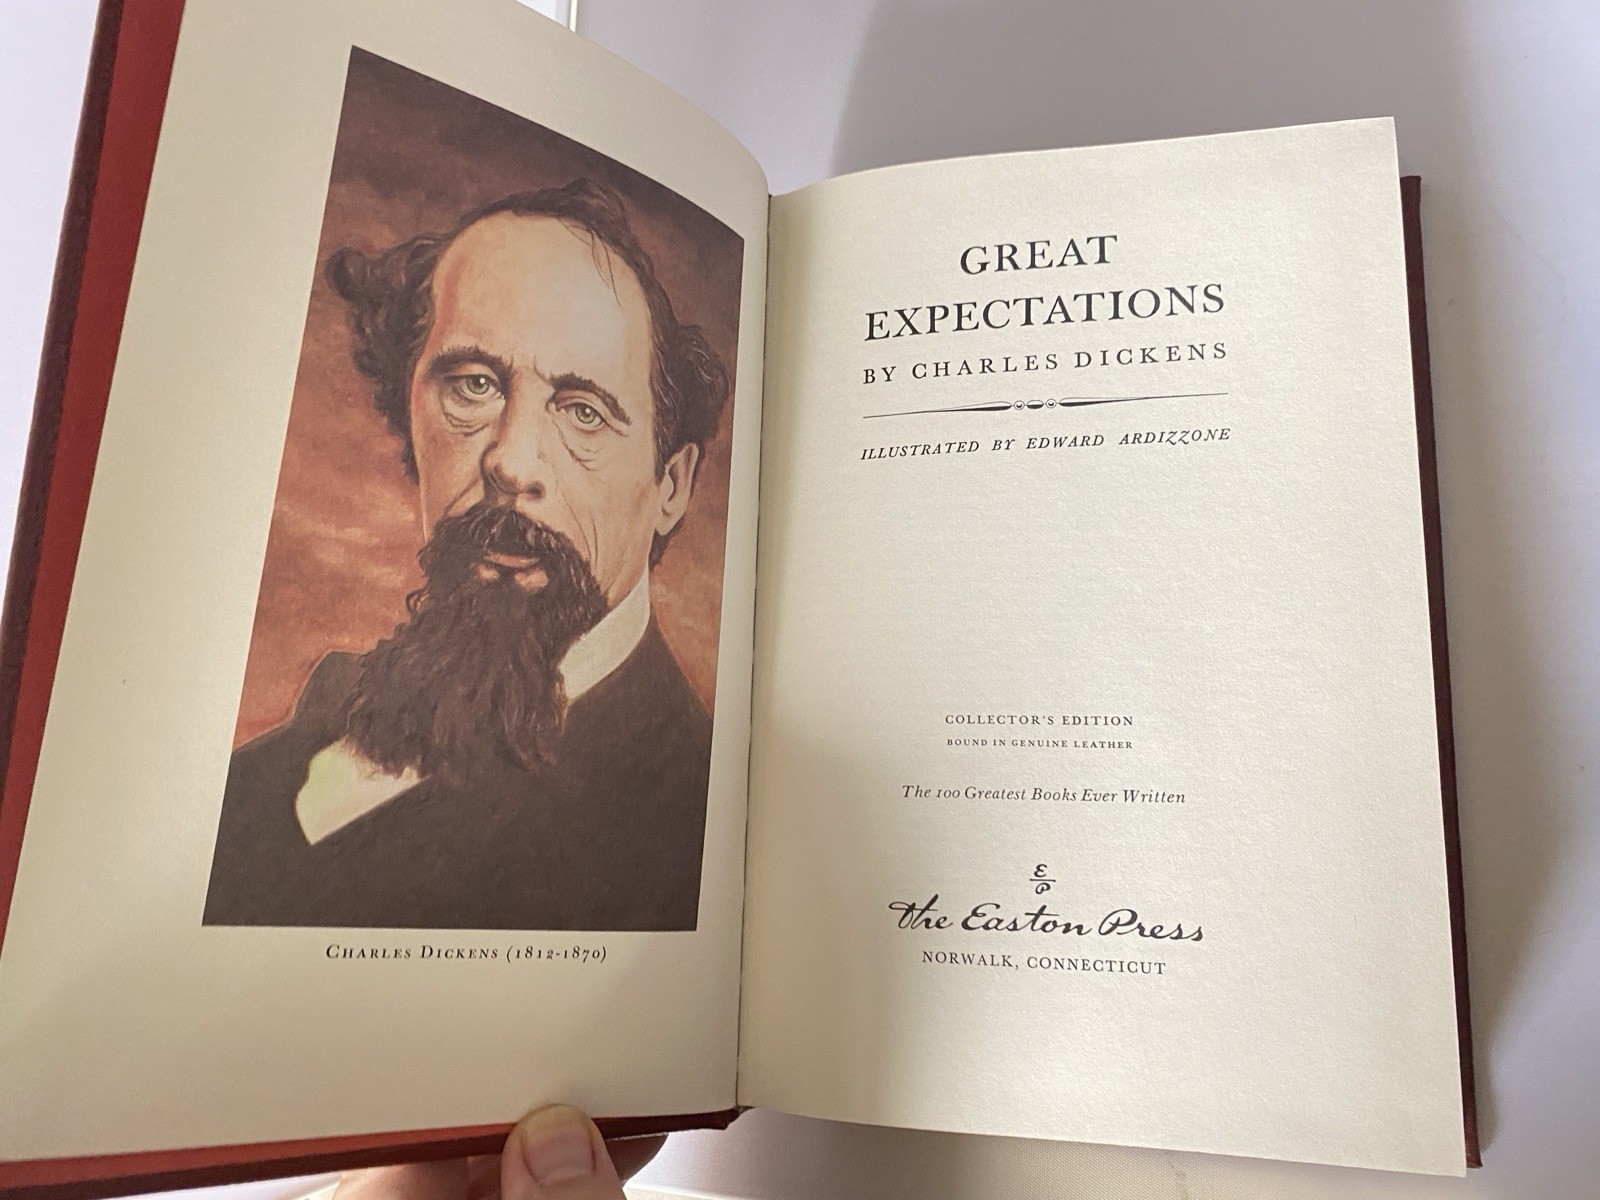 CHARLES DICKENS (1812-1870)
GREAT
EXPECTATIONS
BY CHARLES DICKENS
ILLUSTRATED BY EDWARD ARDIZZONE
COLLECTOR'S EDITION
BOUND IN GENUINE LEATHER
The 100 Greatest Books Ever Written
E
P
The Easton Press
NORWALK, CONNECTICUT